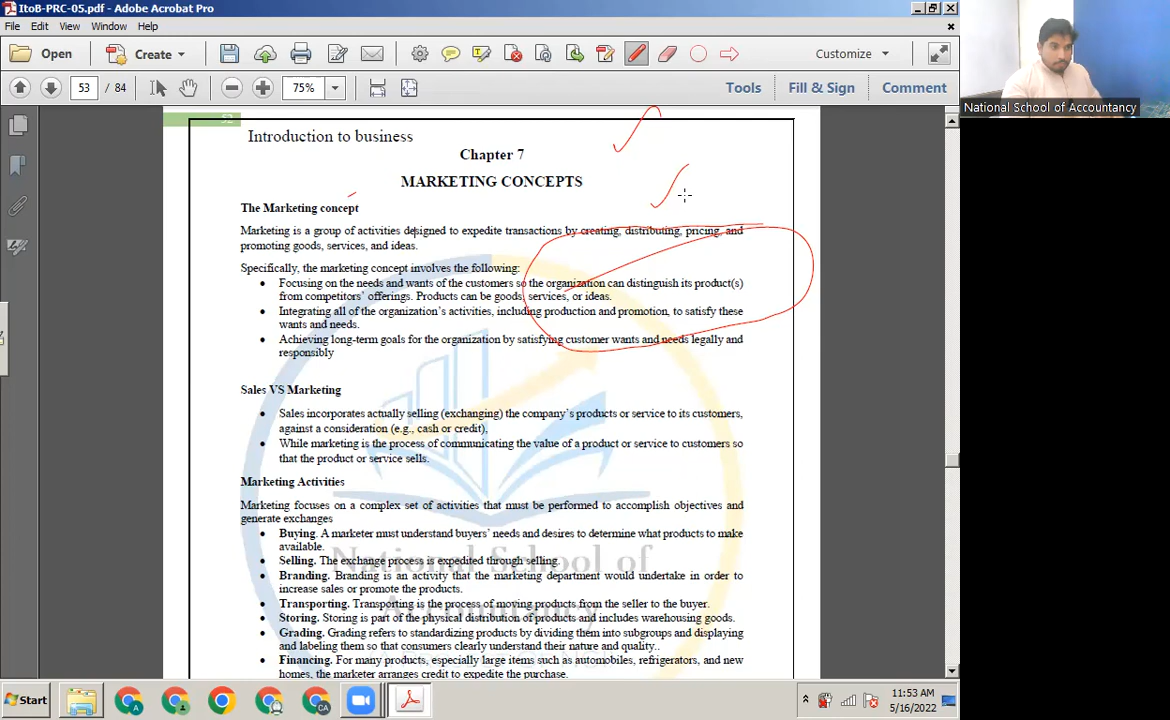 ItoB-PRC-05.pdf - Adobe Acrobat Pro
File Edit View Window Help
Open Create Customize
53 / 84 75% Tools Fill & Sign Comment
National School of Accountancy
52
Introduction to business
Chapter 7
MARKETING CONCEPTS
The Marketing concept
Marketing is a group of activities designed to expedite transactions by creating, distributing, pricing, and
promoting goods, services, and ideas.
Specifically, the marketing concept involves the following:
• Focusing on the needs and wants of the customers so the organization can distinguish its product(s)
from competitors' offerings. Products can be goods, services, or ideas.
• Integrating all of the organization's activities, including production and promotion, to satisfy these
wants and needs.
• Achieving long-term goals for the organization by satisfying customer wants and needs legally and
responsibly
Sales VS Marketing
• Sales incorporates actually selling (exchanging) the company's products or service to its customers,
against a consideration (e.g., cash or credit),
• While marketing is the process of communicating the value of a product or service to customers so
that the product or service sells.
Marketing Activities
Marketing focuses on a complex set of activities that must be performed to accomplish objectives and
generate exchanges
• Buying. A marketer must understand buyers' needs and desires to determine what products to make
available.
• Selling. The exchange process is expedited through selling.
• Branding. Branding is an activity that the marketing department would undertake in order to
increase sales or promote the products.
• Transporting. Transporting is the process of moving products from the seller to the buyer.
• Storing. Storing is part of the physical distribution of products and includes warehousing goods.
• Grading. Grading refers to standardizing products by dividing them into subgroups and displaying
and labeling them so that consumers clearly understand their nature and quality..
• Financing. For many products, especially large items such as automobiles, refrigerators, and new
homes, the marketer arranges credit to expedite the purchase.
National School of
Accountancy
Start
11:53 AM
5/16/2022